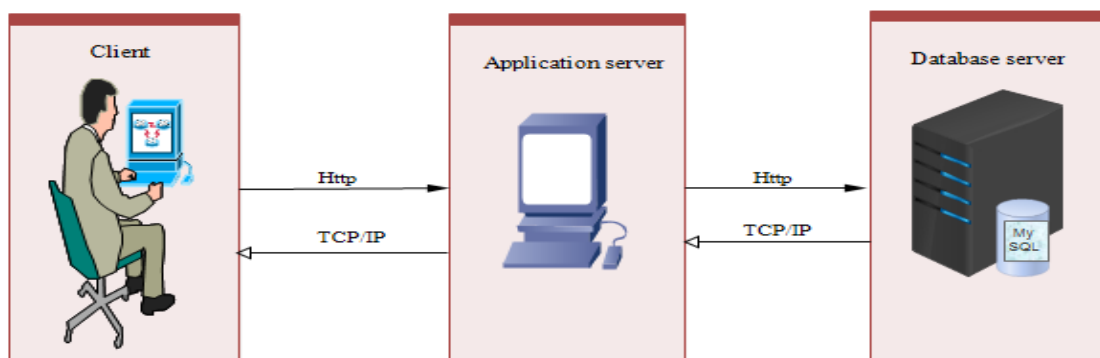 Client
Application server
Database server
Http
TCP/IP
Http
TCP/IP
My
SQL